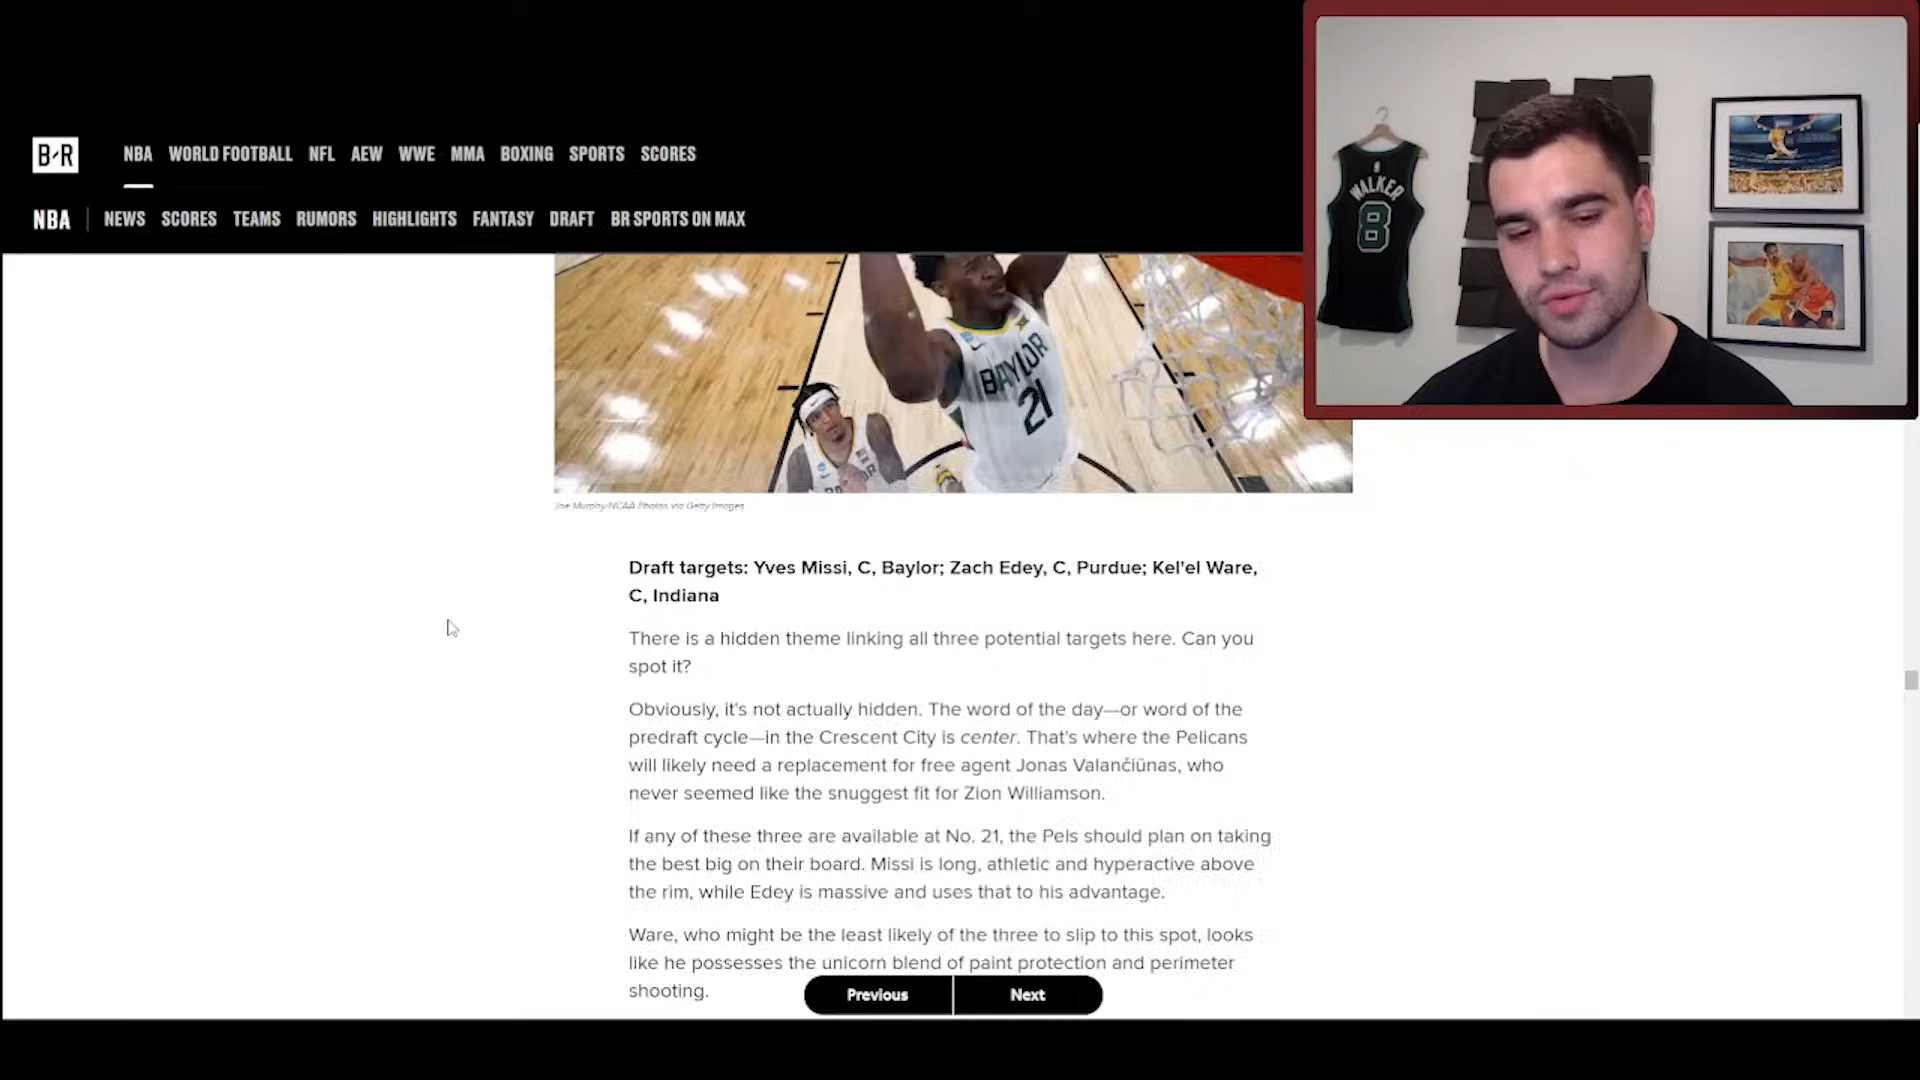 B/R
NBA WORLD FOOTBALL NFL AEW WWE MMA BOXING SPORTS SCORES
NBA NEWS SCORES TEAMS RUMORS HIGHLIGHTS FANTASY DRAFT BR SPORTS ON MAX
WALKER
8
BAYLOR
21
Joe Murphy/NCAA Photos via Getty Images
Draft targets: Yves Missi, C, Baylor; Zach Edey, C, Purdue; Kel'el Ware,
C, Indiana
There is a hidden theme linking all three potential targets here. Can you
spot it?
Obviously, it's not actually hidden. The word of the day—or word of the
predraft cycle—in the Crescent City is center. That's where the Pelicans
will likely need a replacement for free agent Jonas Valančiūnas, who
never seemed like the snuggest fit for Zion Williamson.
If any of these three are available at No. 21, the Pels should plan on taking
the best big on their board. Missi is long, athletic and hyperactive above
the rim, while Edey is massive and uses that to his advantage.
Ware, who might be the least likely of the three to slip to this spot, looks
like he possesses the unicorn blend of paint protection and perimeter
shooting.
Previous Next